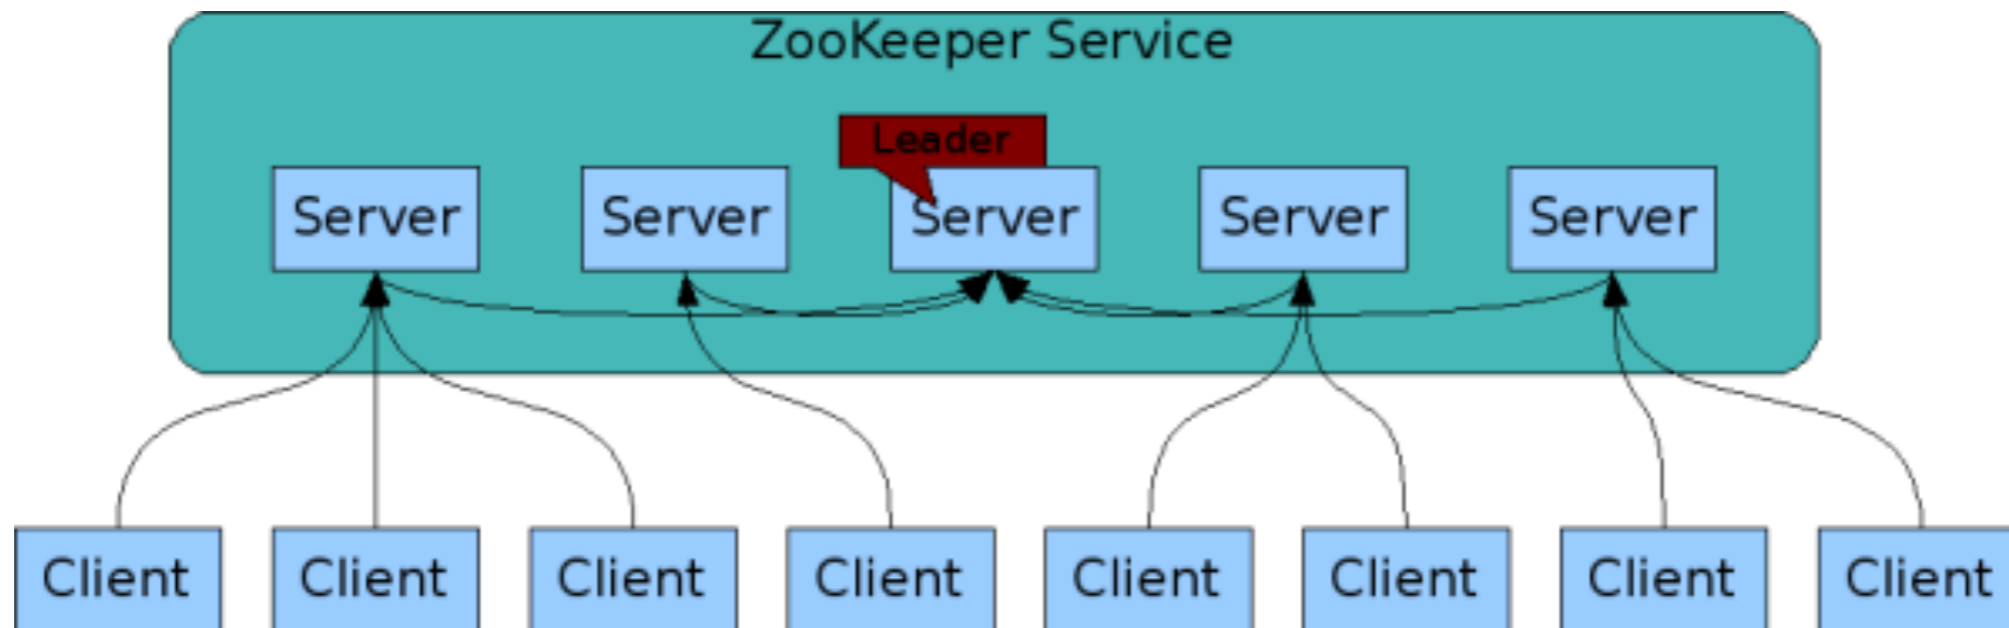 ZooKeeper Service
Leader
Server Server Server Server Server
Client Client Client Client Client Client Client Client